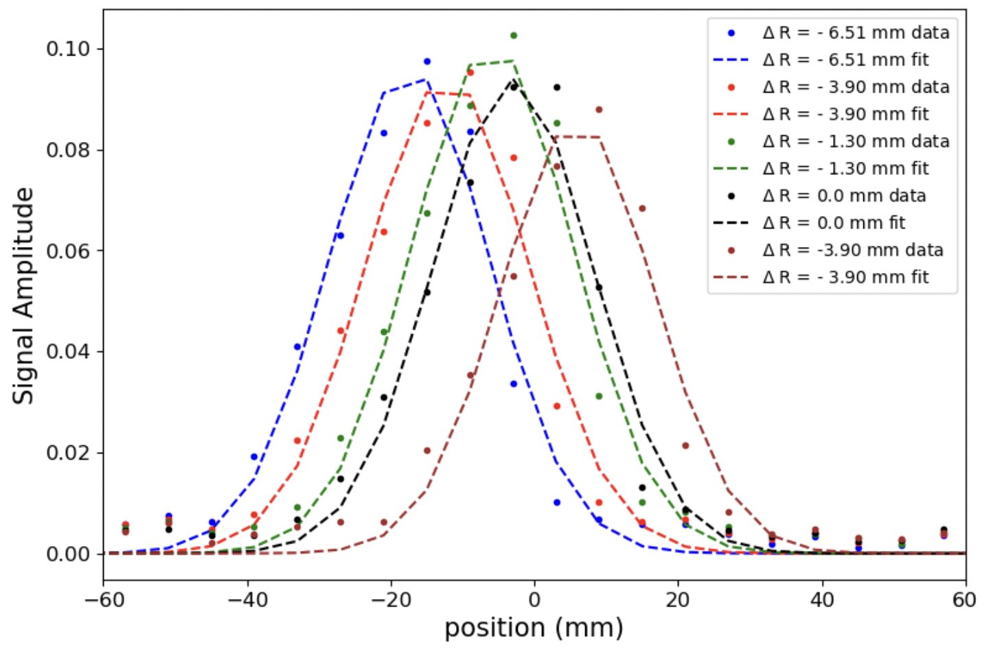 Δ R = - 6.51 mm data
Δ R = - 6.51 mm fit
Δ R = - 3.90 mm data
Δ R = - 3.90 mm fit
Δ R = - 1.30 mm data
Δ R = - 1.30 mm fit
Δ R = 0.0 mm data
Δ R = 0.0 mm fit
Δ R = -3.90 mm data
Δ R = - 3.90 mm fit
0.10
0.08
0.06
0.04
0.02
0.00
Signal Amplitude
−60 −40 −20 0 20 40 60
position (mm)